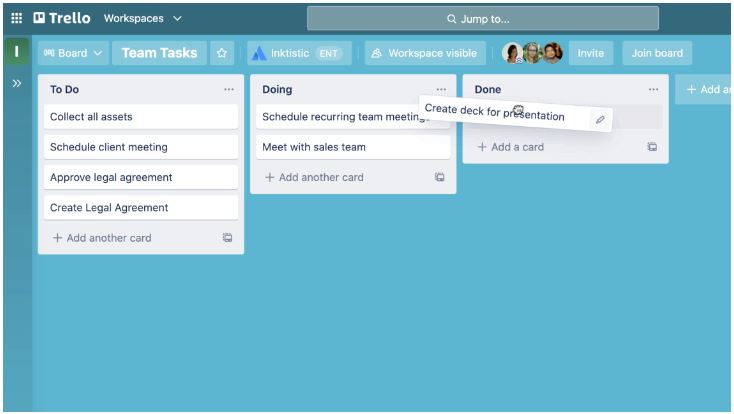 Trello Workspaces Jump to...
I Board Team Tasks Inktistic ENT Workspace visible Invite Join board
To Do
Collect all assets
Schedule client meeting
Approve legal agreement
Create Legal Agreement
+ Add another card
Doing
Schedule recurring team meeting
Meet with sales team
+ Add another card
Done
Create deck for presentation
+ Add a card
+ Add an